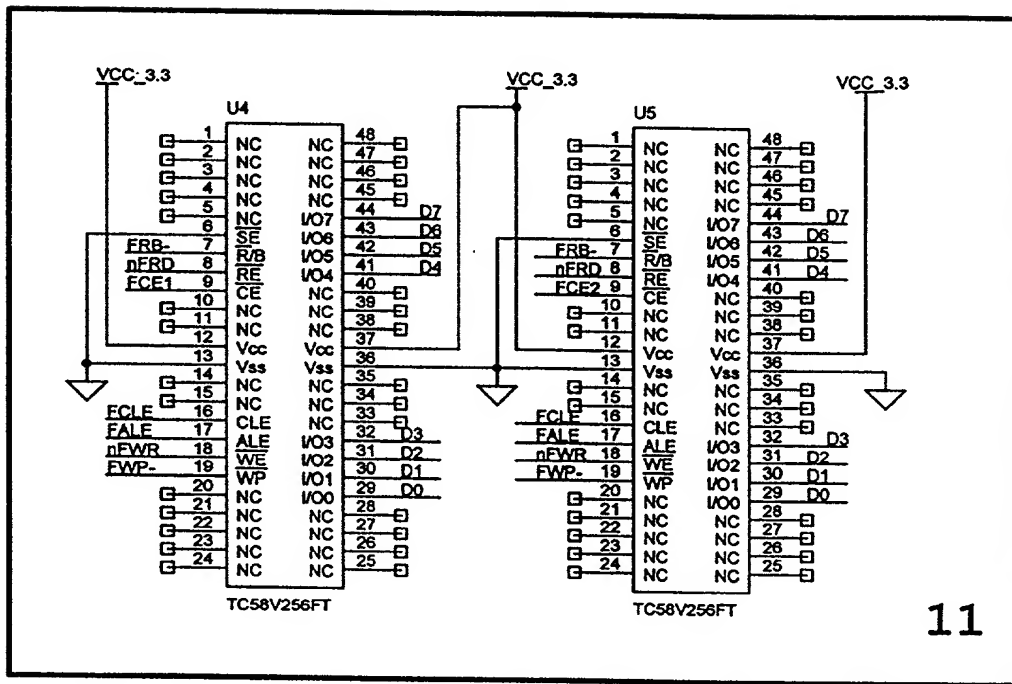 VCC_3.3
VCC_3.3
VCC_3.3
U4
1 NC NC 48
2 NC NC 47
3 NC NC 46
4 NC NC 45
5 NC I/O7 44 D7
6 SE I/O6 43 D6
FRB- 7 R/B I/O5 42 D5
nFRD 8 RE I/O4 41 D4
FCE1 9 CE NC 40
10 NC NC 39
11 NC NC 38
12 Vcc Vcc 37
13 Vss Vss 36
14 NC NC 35
15 NC NC 34
FCLE 16 CLE NC 33
FALE 17 ALE I/O3 32 D3
nFWR 18 WE I/O2 31 D2
FWP- 19 WP I/O1 30 D1
20 NC I/O0 29 D0
21 NC NC 28
22 NC NC 27
23 NC NC 26
24 NC NC 25
TC58V256FT
U5
1 NC NC 48
2 NC NC 47
3 NC NC 46
4 NC NC 45
5 NC I/O7 44 D7
6 SE I/O6 43 D6
FRB- 7 R/B I/O5 42 D5
nFRD 8 RE I/O4 41 D4
FCE2 9 CE NC 40
10 NC NC 39
11 NC NC 38
12 Vcc Vcc 37
13 Vss Vss 36
14 NC NC 35
15 NC NC 34
FCLE 16 CLE NC 33
FALE 17 ALE I/O3 32 D3
nFWR 18 WE I/O2 31 D2
FWP- 19 WP I/O1 30 D1
20 NC I/O0 29 D0
21 NC NC 28
22 NC NC 27
23 NC NC 26
24 NC NC 25
TC58V256FT
11